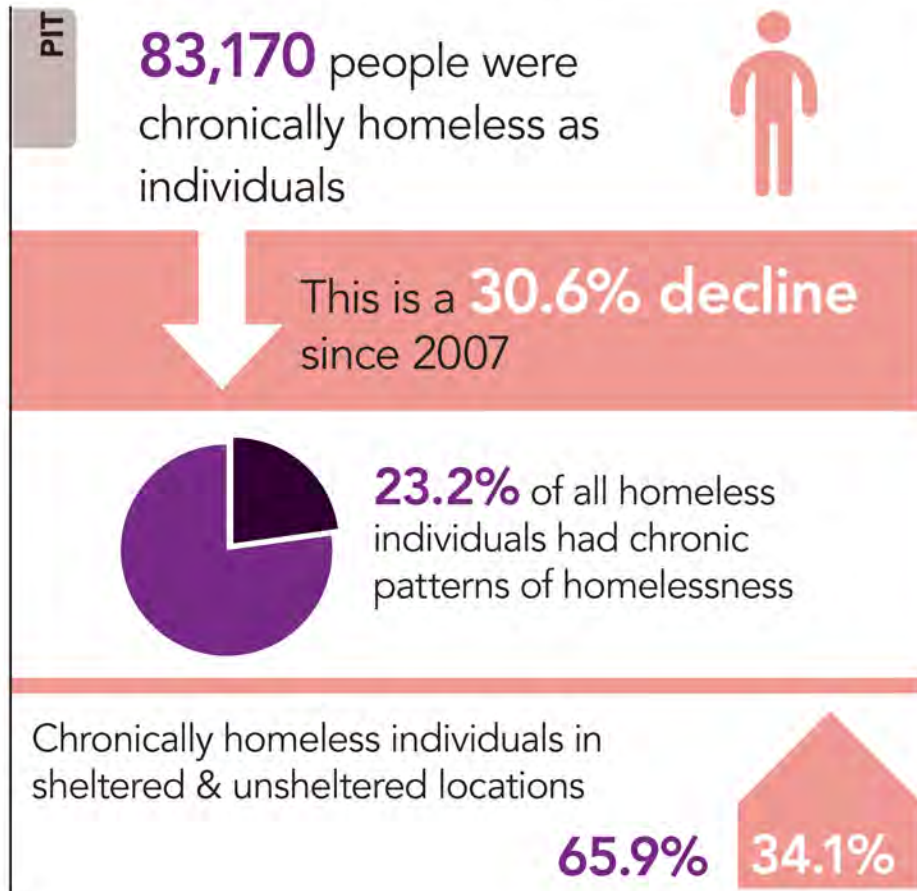 PIT
83,170 people were
chronically homeless as
individuals
This is a 30.6% decline
since 2007
23.2% of all homeless
individuals had chronic
patterns of homelessness
Chronically homeless individuals in
sheltered & unsheltered locations
65.9% 34.1%